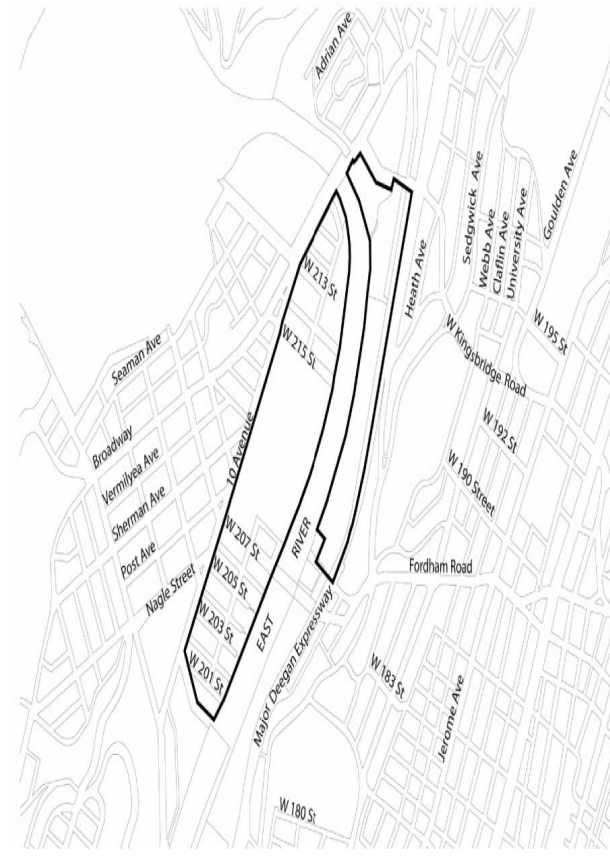 Adrian Ave
Sedgwick Ave
Webb Ave
Claflin Ave
University Ave
Goulden Ave
Heath Ave
W 213 St
W 215 St
W 195 St
W Kingsbridge Road
Seaman Ave
Broadway
Vermilyea Ave
Sherman Ave
Post Ave
Nagle Street
10 Avenue
W 192 St
W 190 Street
W 207 St
W 205 St
W 203 St
W 201 St
EAST
RIVER
Fordham Road
Major Deegan Expressway
W 183 St
Jerome Ave
W 180 St